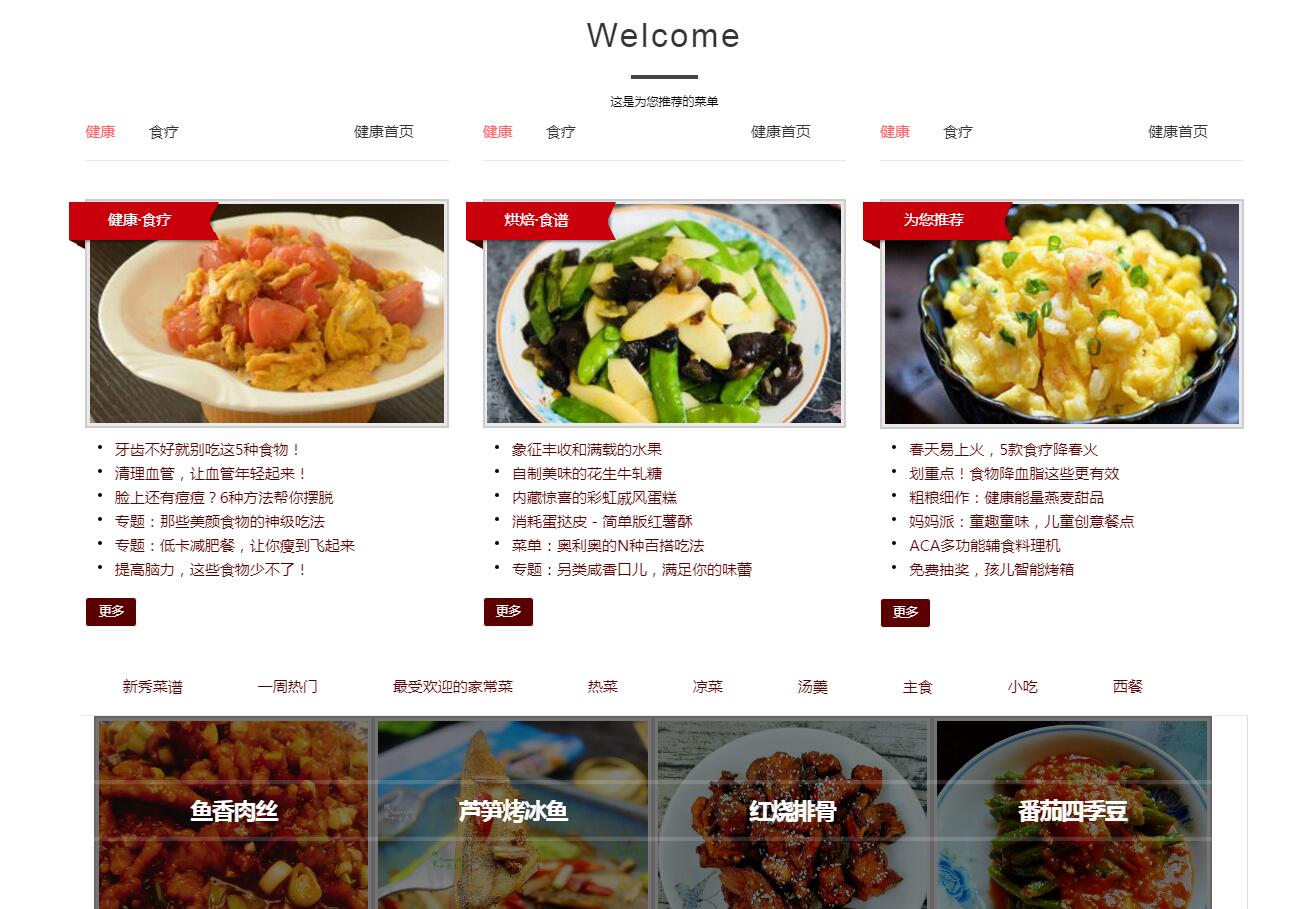 Welcome
这是为您推荐的菜单
健康 食疗 健康首页
健康 食疗 健康首页
健康 食疗 健康首页
健康·食疗
烘焙·食谱
为您推荐
牙齿不好就别吃这5种食物！
清理血管，让血管年轻起来！
脸上还有痘痘？6种方法帮你摆脱
专题：那些美颜食物的神级吃法
专题：低卡减肥餐，让你瘦到飞起来
提高脑力，这些食物少不了！
更多
象征丰收和满载的水果
自制美味的花生牛轧糖
内藏惊喜的彩虹戚风蛋糕
消耗蛋挞皮 - 简单版红薯酥
菜单：奥利奥的N种百搭吃法
专题：另类咸香口儿，满足你的味蕾
更多
春天易上火，5款食疗降春火
划重点！食物降血脂这些更有效
粗粮细作：健康能量燕麦甜品
妈妈派：童趣童味，儿童创意餐点
ACA多功能辅食料理机
免费抽奖，孩儿智能烤箱
更多
新秀菜谱 一周热门 最受欢迎的家常菜 热菜 凉菜 汤羹 主食 小吃 西餐
鱼香肉丝
芦笋烤冰鱼
红烧排骨
番茄四季豆